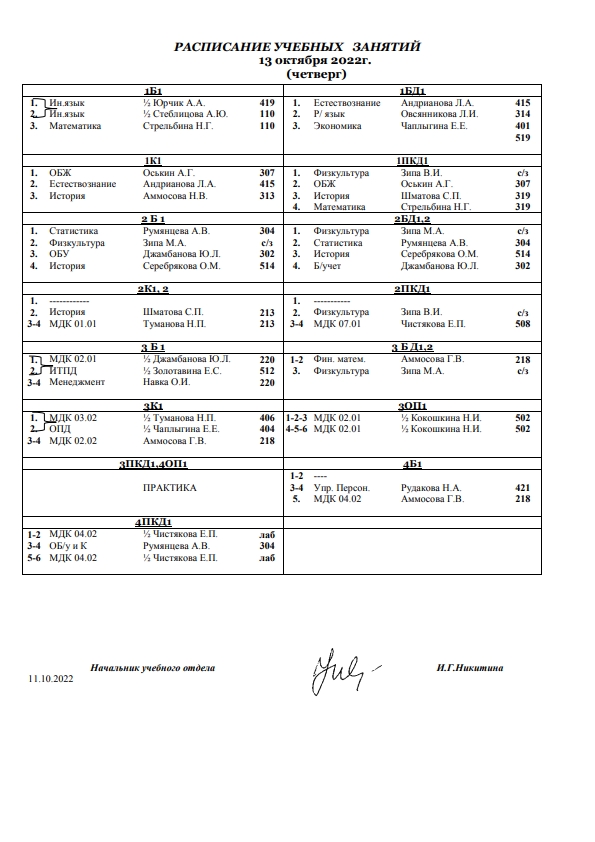 РАСПИСАНИЕ УЧЕБНЫХ ЗАНЯТИЙ
13 октября 2022г.
(четверг)
1Б1
1. Ин.язык ½ Юрчик А.А. 419
2. Ин.язык ½ Стеблицова А.Ю. 110
3. Математика Стрельбина Н.Г. 110
1БД1
1. Естествознание Андрианова Л.А. 415
2. Р/ язык Овсянникова Л.И. 314
3. Экономика Чаплыгина Е.Е. 401
519
1К1
1. ОБЖ Оськин А.Г. 307
2. Естествознание Андрианова Л.А. 415
3. История Аммосова Н.В. 313
1ПКД1
1. Физкультура Зипа В.И. с/з
2. ОБЖ Оськин А.Г. 307
3. История Шматова С.П. 319
4. Математика Стрельбина Н.Г. 319
2 Б 1
1. Статистика Румянцева А.В. 304
2. Физкультура Зипа М.А. с/з
3. ОБУ Джамбанова Ю.Л. 302
4. История Серебрякова О.М. 514
2БД1,2
1. Физкультура Зипа М.А. с/з
2. Статистика Румянцева А.В. 304
3. История Серебрякова О.М. 514
4. Б/учет Джамбанова Ю.Л. 302
2К1, 2
1. ------------
2. История Шматова С.П. 213
3-4 МДК 01.01 Туманова Н.П. 213
2ПКД1
1. -----------
2. Физкультура Зипа В.И. с/з
3-4 МДК 07.01 Чистякова Е.П. 508
3 Б 1
1. МДК 02.01 ½ Джамбанова Ю.Л. 220
2. ИТПД ½ Золотавина Е.С. 512
3-4 Менеджмент Навка О.И. 220
3 Б Д1,2
1-2 Фин. матем. Аммосова Г.В. 218
3. Физкультура Зипа М.А. с/з
3К1
1. МДК 03.02 ½ Туманова Н.П. 406
2. ОПД ½ Чаплыгина Е.Е. 404
3-4 МДК 02.02 Аммосова Г.В. 218
3ОП1
1-2-3 МДК 02.01 ½ Кокошкина Н.И. 502
4-5-6 МДК 02.01 ½ Кокошкина Н.И. 502
3ПКД1,4ОП1
ПРАКТИКА
4Б1
1-2 ----
3-4 Упр. Персон. Рудакова Н.А. 421
5. МДК 04.02 Аммосова Г.В. 218
4ПКД1
1-2 МДК 04.02 ½ Чистякова Е.П. лаб
3-4 ОБ/у и К Румянцева А.В. 304
5-6 МДК 04.02 ½ Чистякова Е.П. лаб
Начальник учебного отдела И.Г.Никитина
11.10.2022